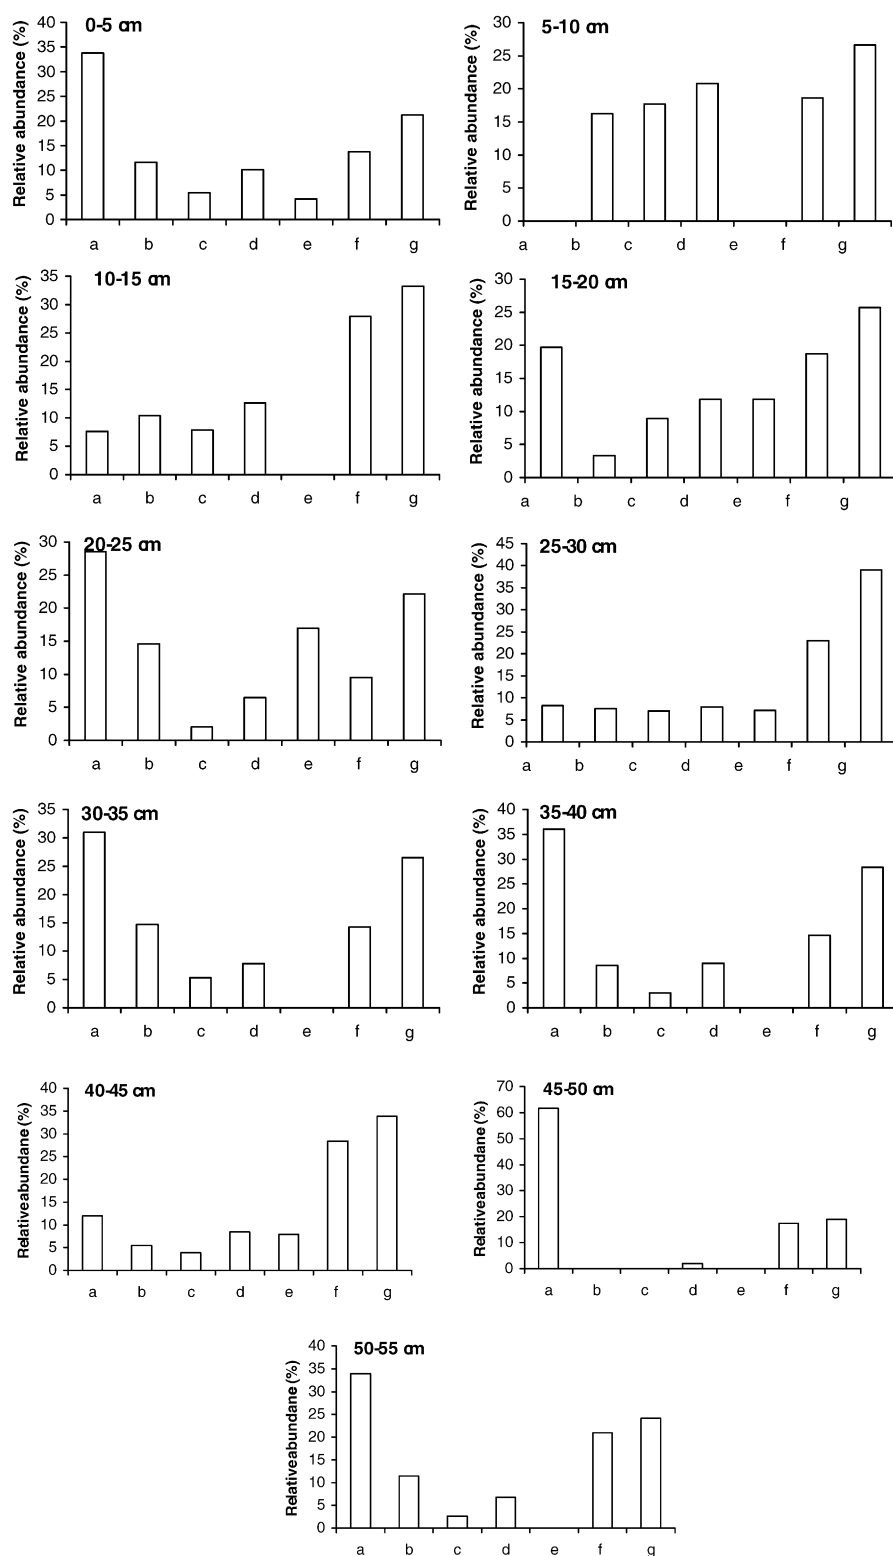 0-5 cm
Relative abundance (%)
40
35
30
25
20
15
10
5
0
a b c d e f g
5-10 cm
Relative abundance (%)
30
25
20
15
10
5
0
a b c d e f g
10-15 cm
Relative abundance (%)
35
30
25
20
15
10
5
0
a b c d e f g
15-20 cm
Relative abundance (%)
30
25
20
15
10
5
0
a b c d e f g
20-25 cm
Relative abundance (%)
30
25
20
15
10
5
0
a b c d e f g
25-30 cm
Relative abundance (%)
45
40
35
30
25
20
15
10
5
0
a b c d e f g
30-35 cm
Relative abundance (%)
35
30
25
20
15
10
5
0
a b c d e f g
35-40 cm
Relative abundance (%)
40
35
30
25
20
15
10
5
0
a b c d e f g
40-45 cm
Relativeabundane (%)
40
35
30
25
20
15
10
5
0
a b c d e f g
45-50 cm
Relativeabundane (%)
70
60
50
40
30
20
10
0
a b c d e f g
50-55 cm
Relativeabundane (%)
40
35
30
25
20
15
10
5
0
a b c d e f g